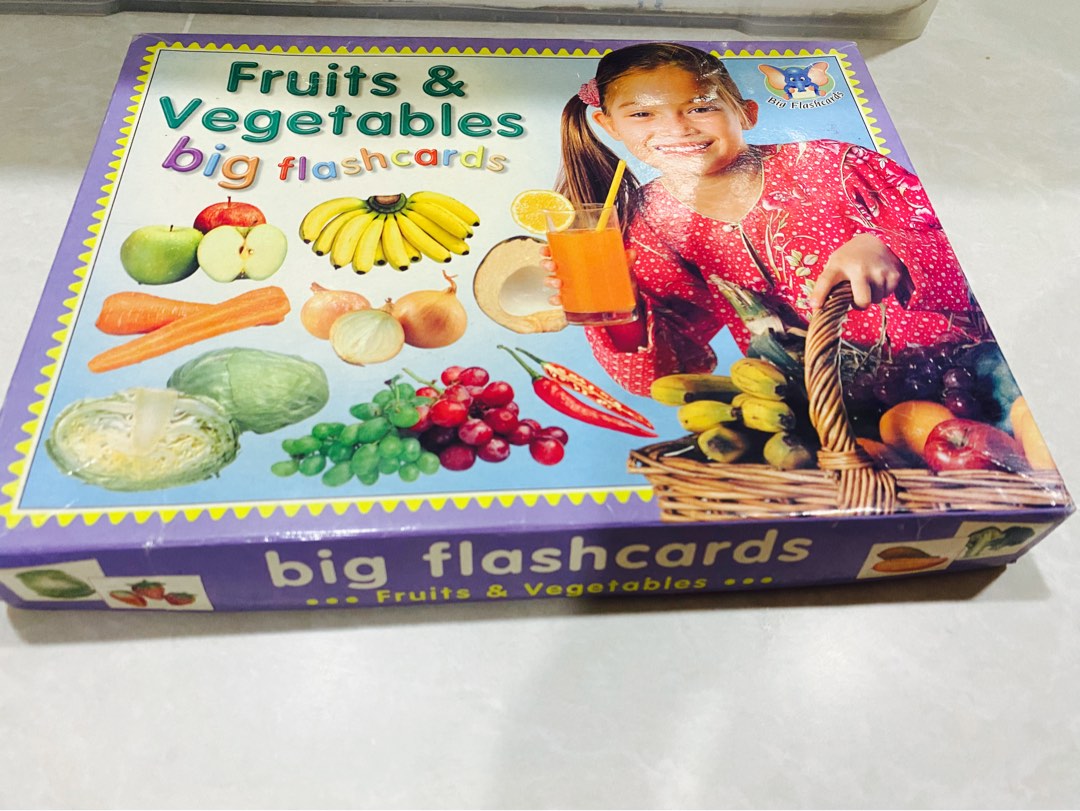 Fruits &
Vegetables
big flashcards
Big Flashcards
big flashcards
••• Fruits & Vegetables •••